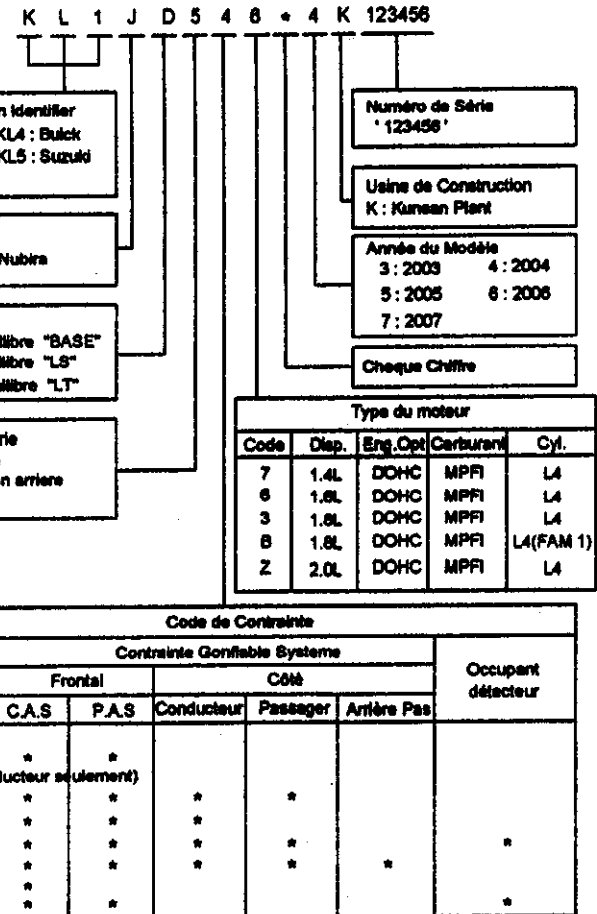 K L 1 J D 5 4 6 * 4 K 123456
n Identifier
KL4 : Buick
KL5 : Suzuki
Nubira
libre "BASE"
libre "LS"
libre "LT"
rie
n arriere
Numéro de Série
' 123456 '
Usine de Construction
K : Kunsan Plant
Année du Modèle
3 : 2003 4 : 2004
5 : 2005 6 : 2006
7 : 2007
Cheque Chiffre
Type du moteur
Code Disp. Eng.Opt Carburant Cyl.
7 1.4L DOHC MPFI L4
6 1.6L DOHC MPFI L4
3 1.8L DOHC MPFI L4
1.8L DOHC MPFI L4(FAM 1)
Z 2.0L DOHC MPFI L4
Code de Contrainte
Contrainte Gonflable Systeme
Occupant
détecteur
Frontal Côté
C.A.S P.A.S Conducteur Passager Arrière Pas
* *
ducteur seulement)
* * * *
* * *
* * * * *
* * * * *
*
* * *